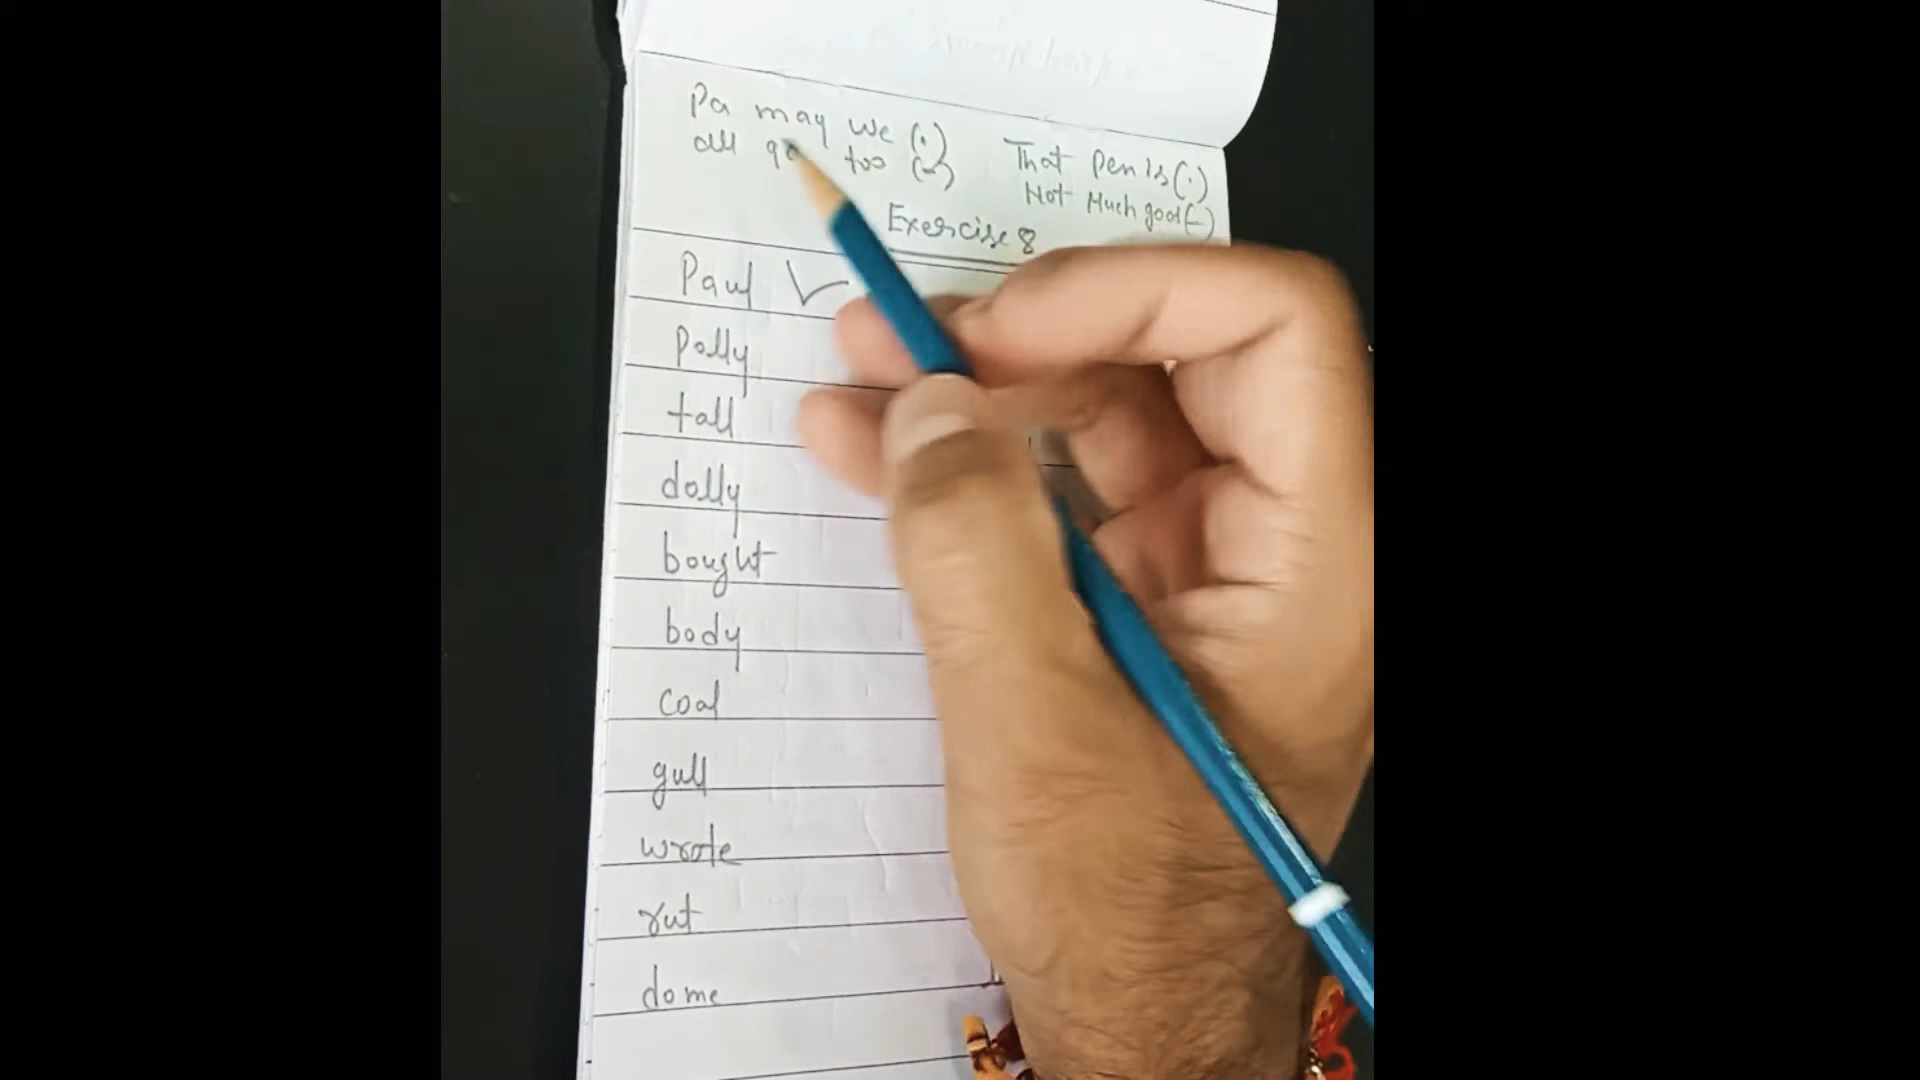 Pa may we (.)
all go too (-)
That Pen is (.)
Not Much good (-)
Exercise 8
Paul
Polly
tall
dolly
bought
body
coal
gull
wrote
rut
dome